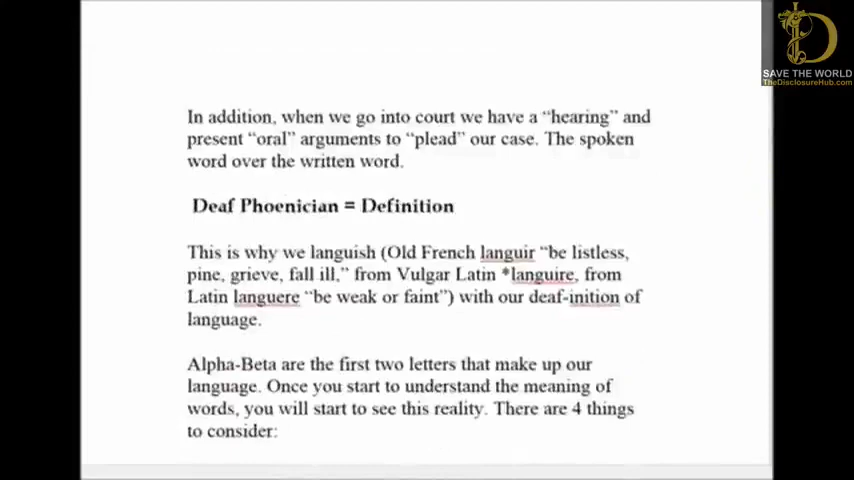 SAVE THE WORLD
TheDisclosureHub.com
In addition, when we go into court we have a “hearing” and
present “oral” arguments to “plead” our case. The spoken
word over the written word.
Deaf Phoenician = Definition
This is why we languish (Old French languir “be listless,
pine, grieve, fall ill,” from Vulgar Latin *languire, from
Latin languere “be weak or faint”) with our deaf-inition of
language.
Alpha-Beta are the first two letters that make up our
language. Once you start to understand the meaning of
words, you will start to see this reality. There are 4 things
to consider: